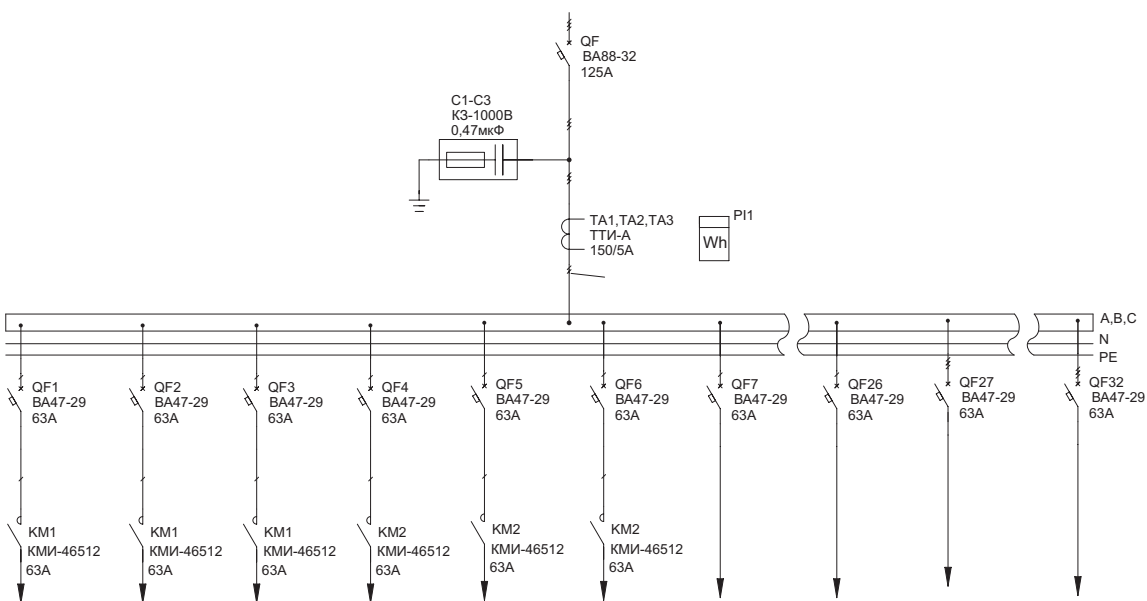 QF
ВА88-32
125А
С1-С3
КЗ-1000В
0,47мкФ
ТА1,ТА2,ТА3
ТТИ-А
150/5А
PI1
Wh
А,В,С
N
PE
QF1
ВА47-29
63А
QF2
ВА47-29
63А
QF3
ВА47-29
63А
QF4
ВА47-29
63А
QF5
ВА47-29
63А
QF6
ВА47-29
63А
QF7
ВА47-29
63А
QF26
ВА47-29
63А
QF27
ВА47-29
63А
QF32
ВА47-29
63А
КМ1
КМИ-46512
63А
КМ1
КМИ-46512
63А
КМ1
КМИ-46512
63А
КМ2
КМИ-46512
63А
КМ2
КМИ-46512
63А
КМ2
КМИ-46512
63А